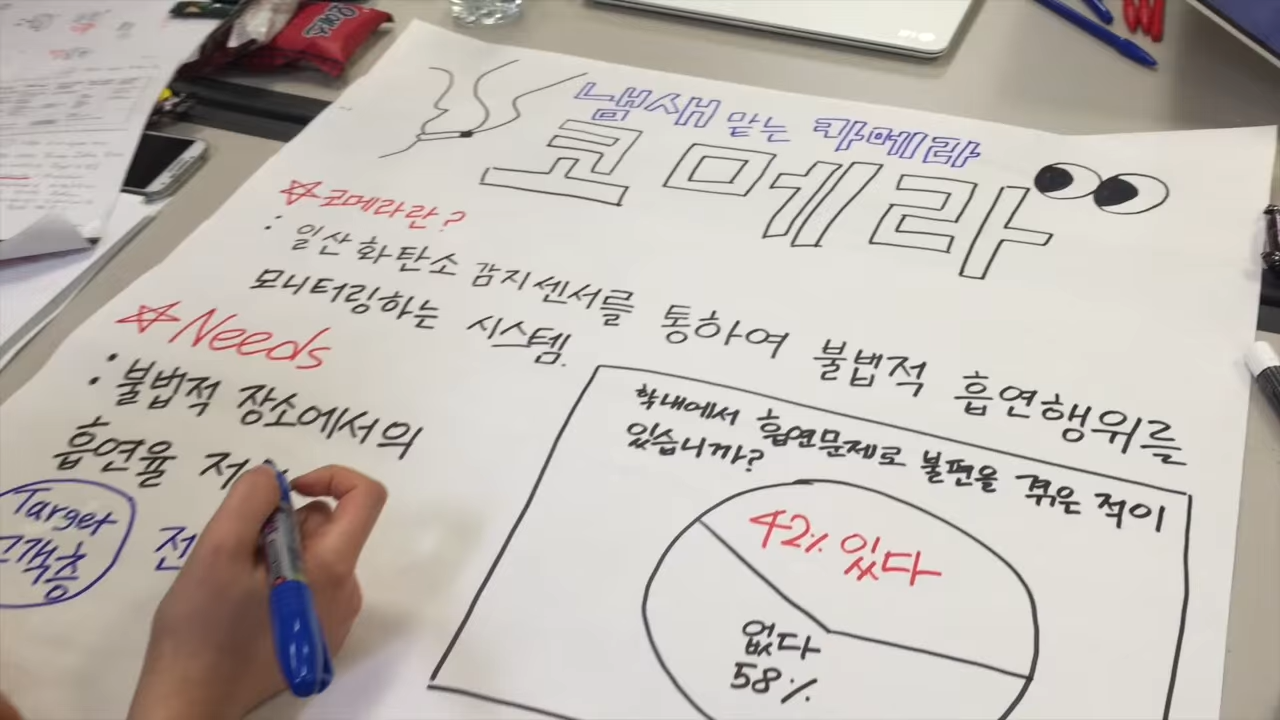 냄새 맡는 카메라
코메라
☆코메라란?
: 일산화탄소 감지센서를 통하여 불법적 흡연행위를
모니터링하는 시스템.
☆Needs
: 불법적 장소에서의
흡연율
Target
고객층
전
학내에서 흡연문제로 불편을 겪은 적이
있습니까?
42% 있다
없다
58%